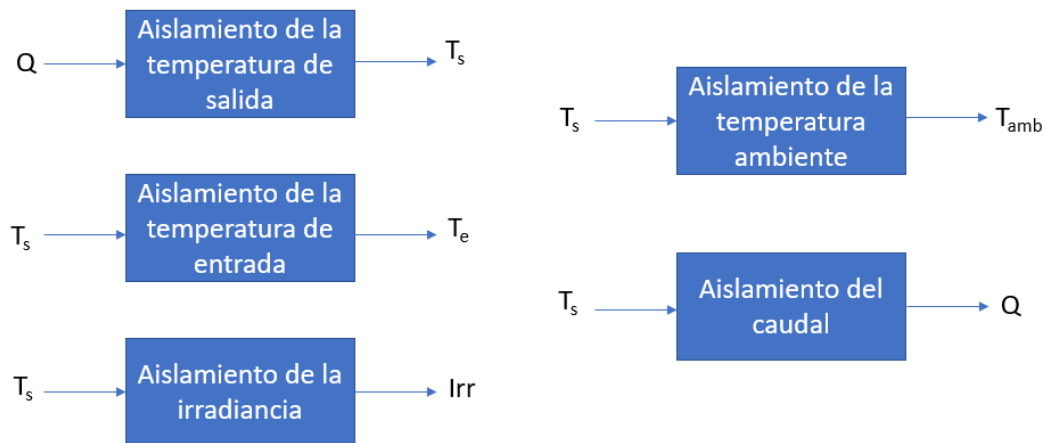 Q
Aislamiento de la
temperatura de
salida
Ts
Ts
Aislamiento de la
temperatura de
entrada
Te
Ts
Aislamiento de la
irradiancia
Irr
Ts
Aislamiento de la
temperatura
ambiente
Tamb
Ts
Aislamiento del
caudal
Q